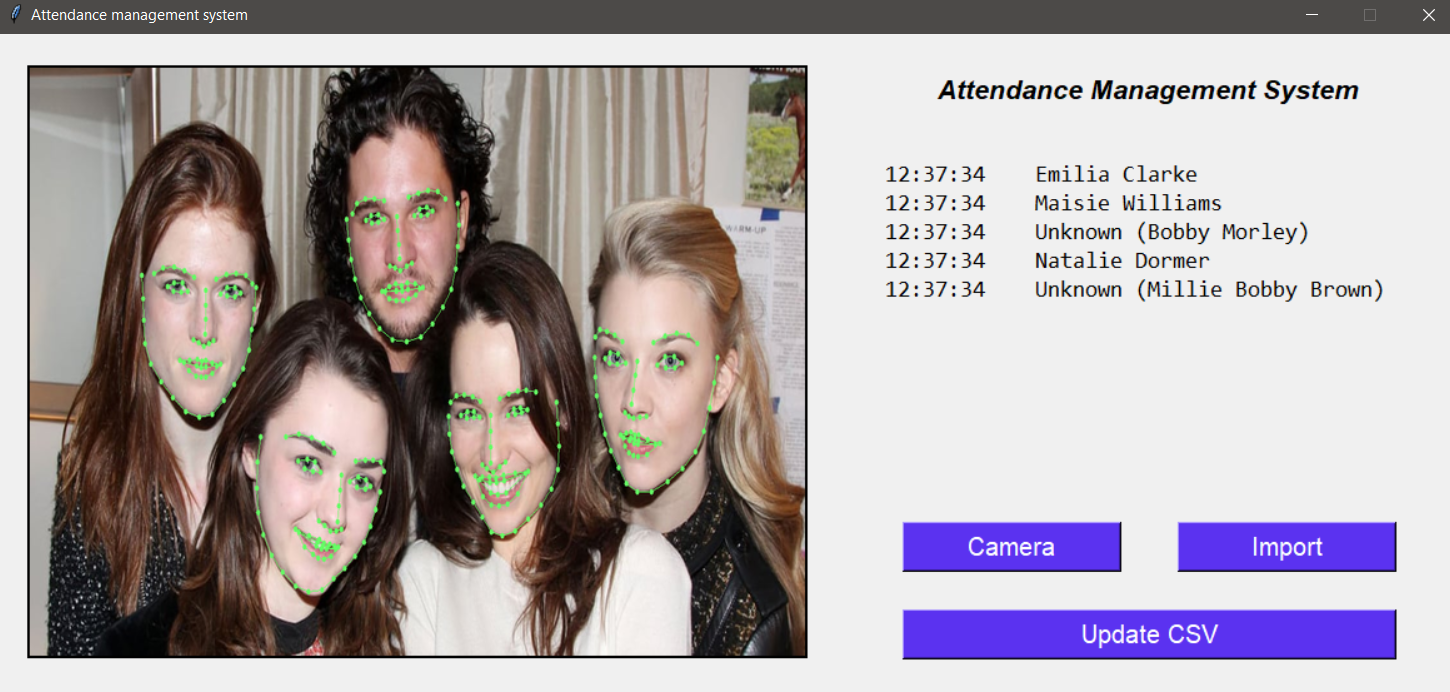 Attendance management system
Attendance Management System
12:37:34 Emilia Clarke
12:37:34 Maisie Williams
12:37:34 Unknown (Bobby Morley)
12:37:34 Natalie Dormer
12:37:34 Unknown (Millie Bobby Brown)
WARM-UP
Camera
Import
Update CSV